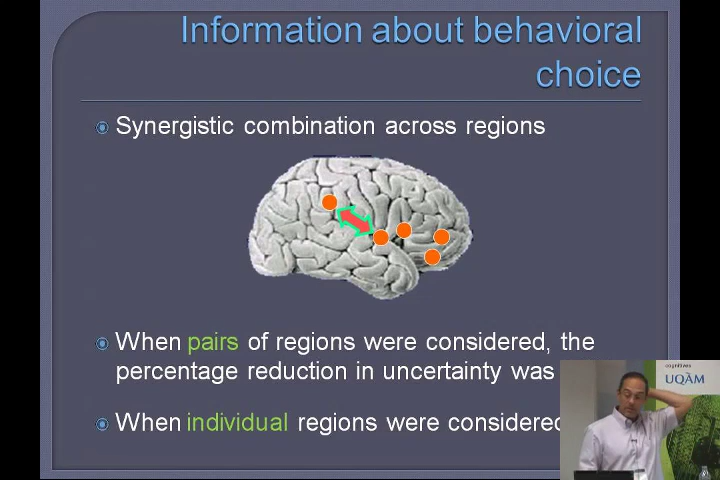 Information about behavioral
choice
Synergistic combination across regions
When pairs of regions were considered, the
percentage reduction in uncertainty was
When individual regions were considered
cognitives
UQÀM